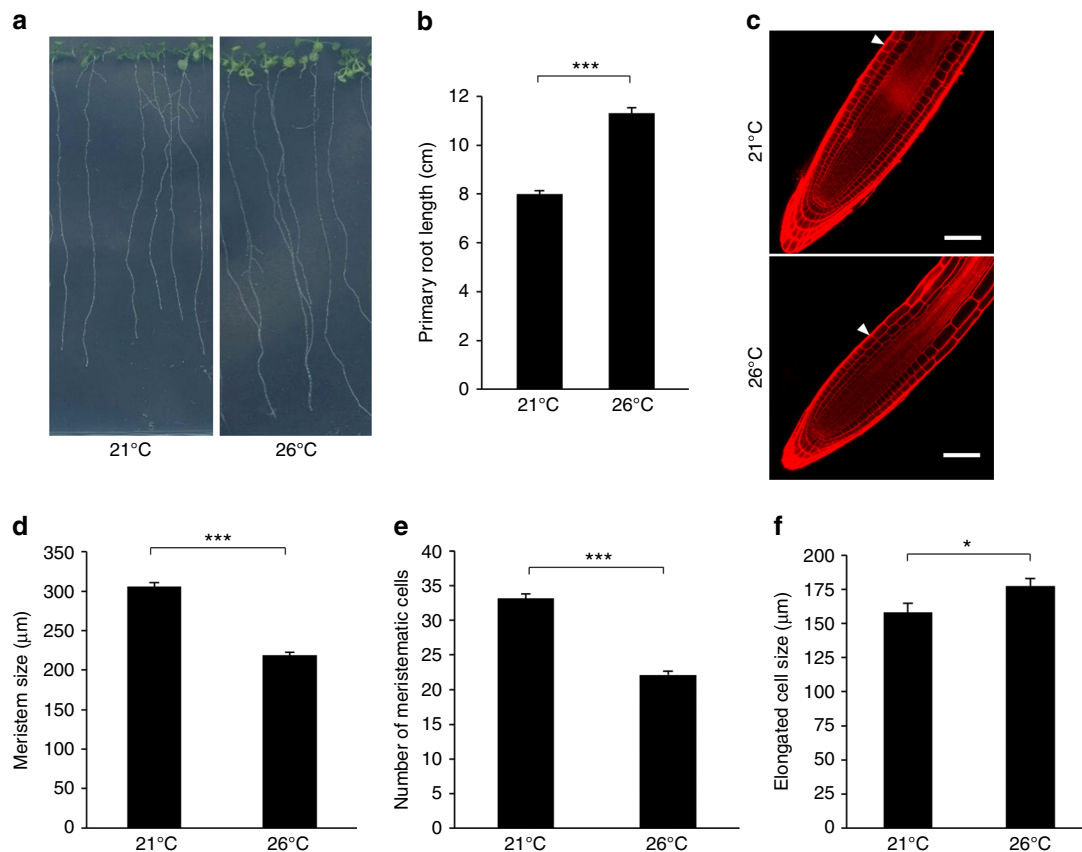 a
21°C
26°C
b
***
Primary root length (cm)
12
10
8
6
4
2
0
21°C
26°C
c
21°C
26°C
d
***
Meristem size (μm)
350
300
250
200
150
100
50
0
21°C
26°C
e
***
Number of meristematic cells
40
35
30
25
20
15
10
5
0
21°C
26°C
f
*
Elongated cell size (μm)
200
175
150
125
100
75
50
25
0
21°C
26°C